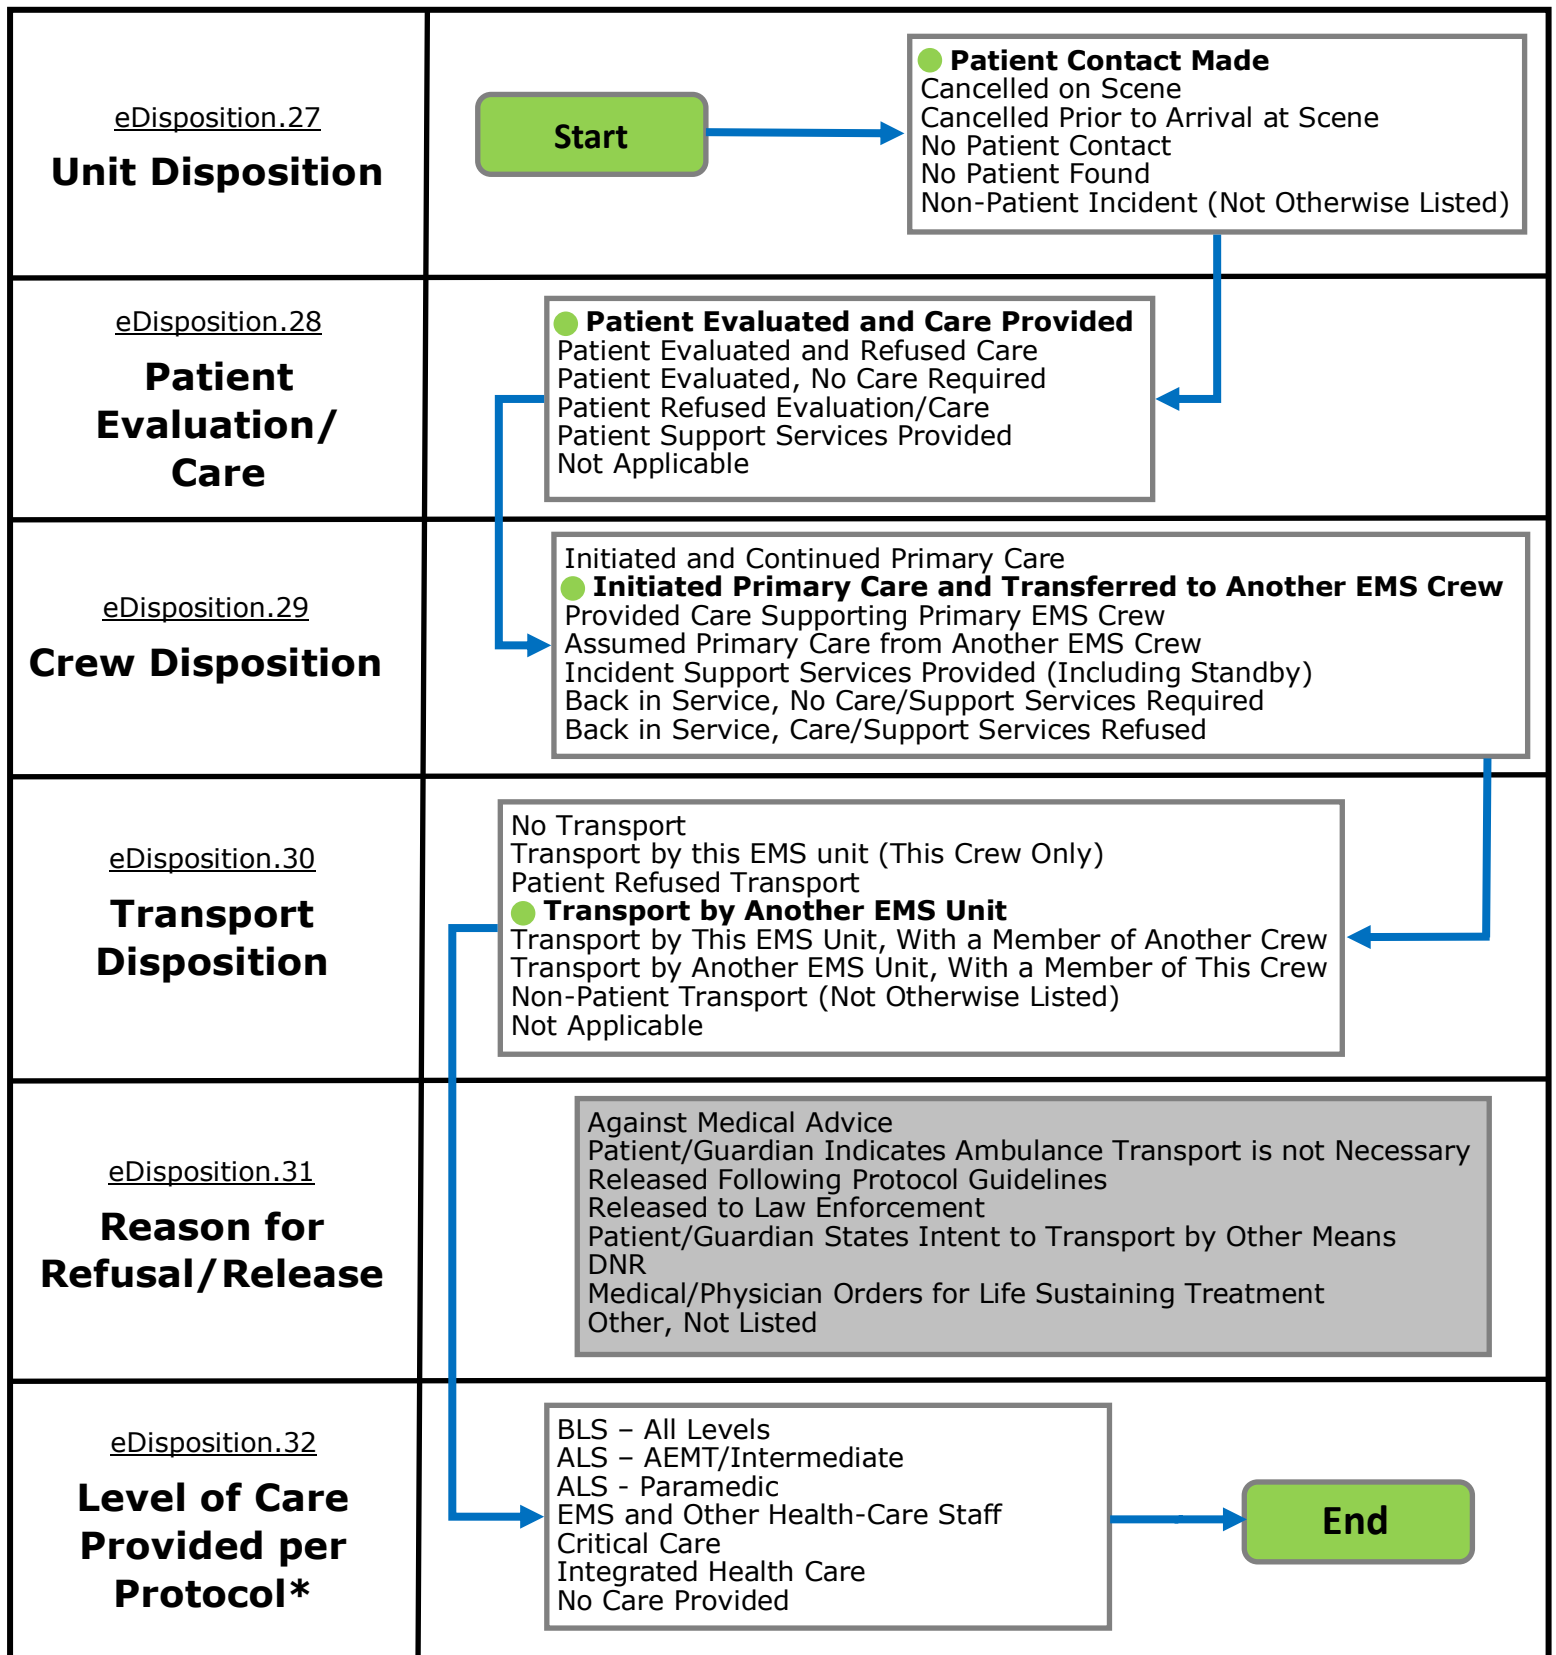 eDisposition.27
Unit Disposition
Start
Patient Contact Made
Cancelled on Scene
Cancelled Prior to Arrival at Scene
No Patient Contact
No Patient Found
Non-Patient Incident (Not Otherwise Listed)
eDisposition.28
Patient
Evaluation/
Care
Patient Evaluated and Care Provided
Patient Evaluated and Refused Care
Patient Evaluated, No Care Required
Patient Refused Evaluation/Care
Patient Support Services Provided
Not Applicable
eDisposition.29
Crew Disposition
Initiated and Continued Primary Care
Initiated Primary Care and Transferred to Another EMS Crew
Provided Care Supporting Primary EMS Crew
Assumed Primary Care from Another EMS Crew
Incident Support Services Provided (Including Standby)
Back in Service, No Care/Support Services Required
Back in Service, Care/Support Services Refused
eDisposition.30
Transport
Disposition
No Transport
Transport by this EMS unit (This Crew Only)
Patient Refused Transport
Transport by Another EMS Unit
Transport by This EMS Unit, With a Member of Another Crew
Transport by Another EMS Unit, With a Member of This Crew
Non-Patient Transport (Not Otherwise Listed)
Not Applicable
eDisposition.31
Reason for
Refusal/Release
Against Medical Advice
Patient/Guardian Indicates Ambulance Transport is not Necessary
Released Following Protocol Guidelines
Released to Law Enforcement
Patient/Guardian States Intent to Transport by Other Means
DNR
Medical/Physician Orders for Life Sustaining Treatment
Other, Not Listed
eDisposition.32
Level of Care
Provided per
Protocol*
BLS – All Levels
ALS – AEMT/Intermediate
ALS - Paramedic
EMS and Other Health-Care Staff
Critical Care
Integrated Health Care
No Care Provided
End